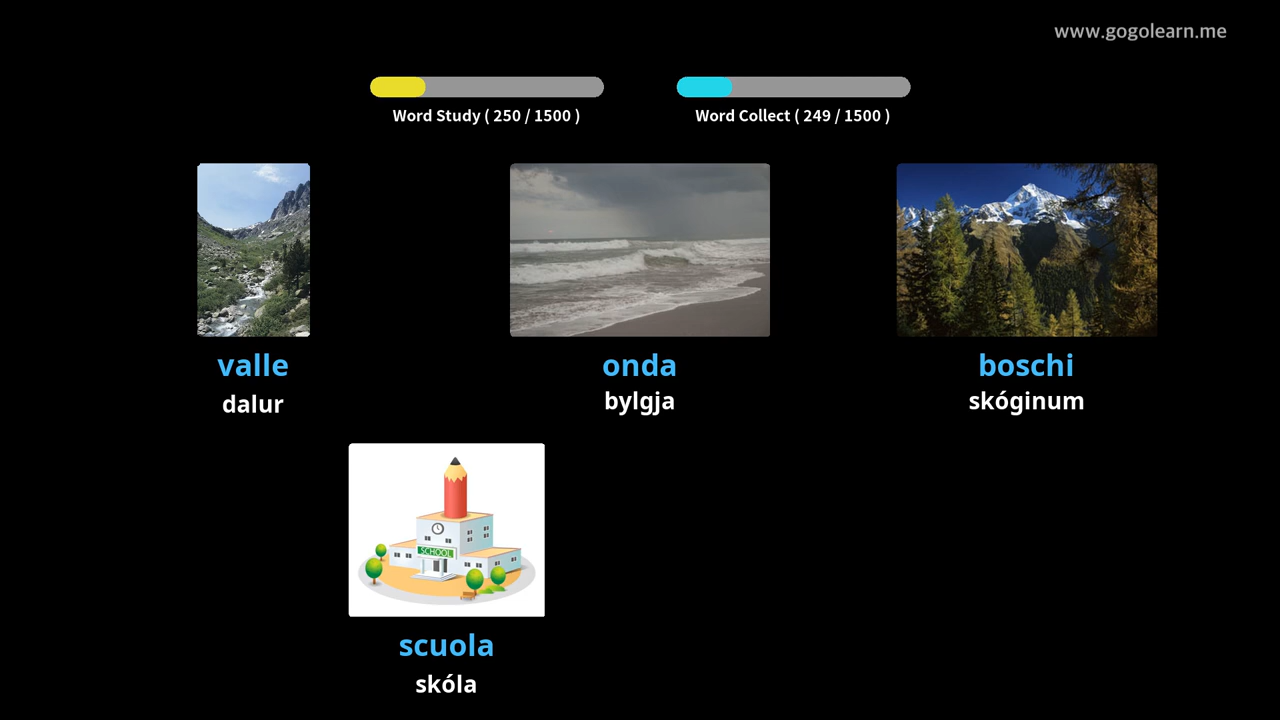 www.gogolearn.me
Word Study ( 250 / 1500 )
Word Collect ( 249 / 1500 )
valle
dalur
onda
bylgja
boschi
skóginum
SCHOOL
scuola
skóla